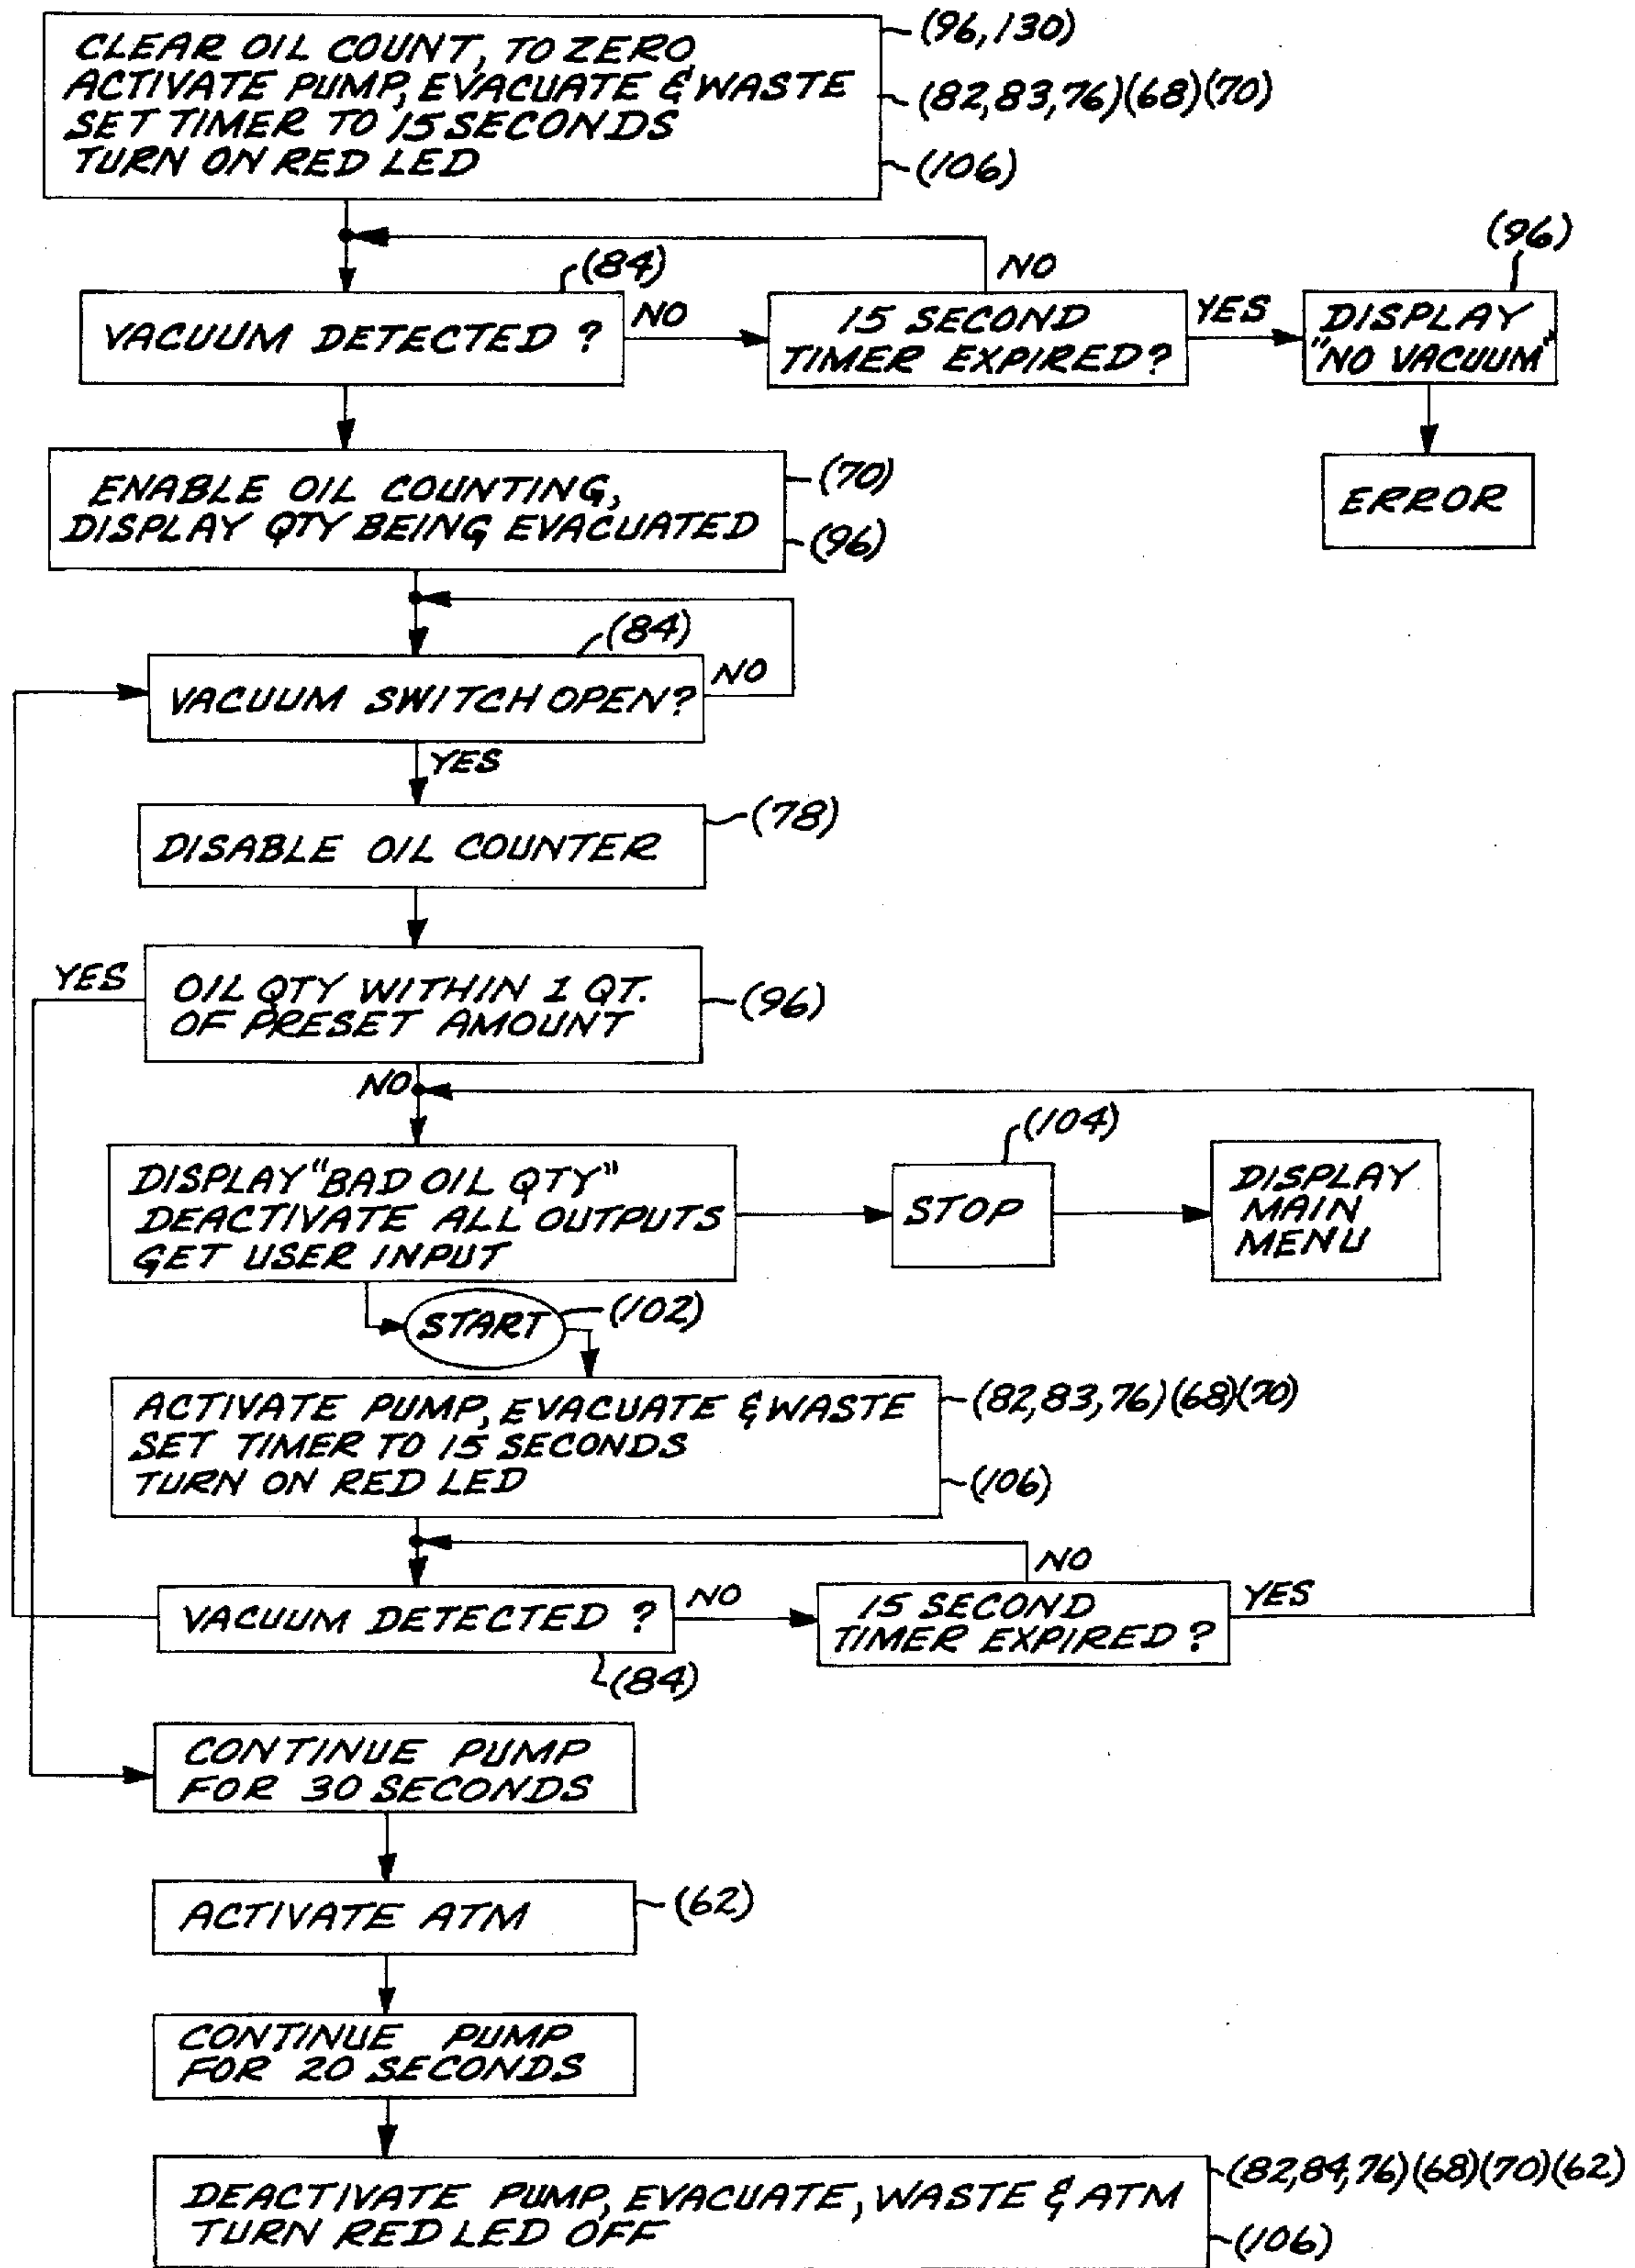 CLEAR OIL COUNT, TO ZERO,
ACTIVATE PUMP, EVACUATE & WASTE
SET TIMER TO 15 SECONDS
TURN ON RED LED
(96,130)
(82,83,76)(68)(70)
(106)
(84)
VACUUM DETECTED ?
NO
NO
15 SECOND
TIMER EXPIRED?
YES
(96)
DISPLAY
"NO VACUUM"
ERROR
ENABLE OIL COUNTING,
DISPLAY QTY BEING EVACUATED
(70)
(96)
(84)
VACUUM SWITCH OPEN?
NO
YES
DISABLE OIL COUNTER
(78)
YES
OIL QTY WITHIN 1 QT.
OF PRESET AMOUNT
(96)
NO
DISPLAY "BAD OIL QTY"
DEACTIVATE ALL OUTPUTS
GET USER INPUT
(104)
STOP
DISPLAY
MAIN
MENU
START
(102)
ACTIVATE PUMP, EVACUATE & WASTE
SET TIMER TO 15 SECONDS
TURN ON RED LED
(82,83,76)(68)(70)
(106)
VACUUM DETECTED ?
(84)
NO
NO
15 SECOND
TIMER EXPIRED?
YES
CONTINUE PUMP
FOR 30 SECONDS
ACTIVATE ATM
(62)
CONTINUE PUMP
FOR 20 SECONDS
DEACTIVATE PUMP, EVACUATE, WASTE & ATM
TURN RED LED OFF
(82,84,76)(68)(70)(62)
(106)